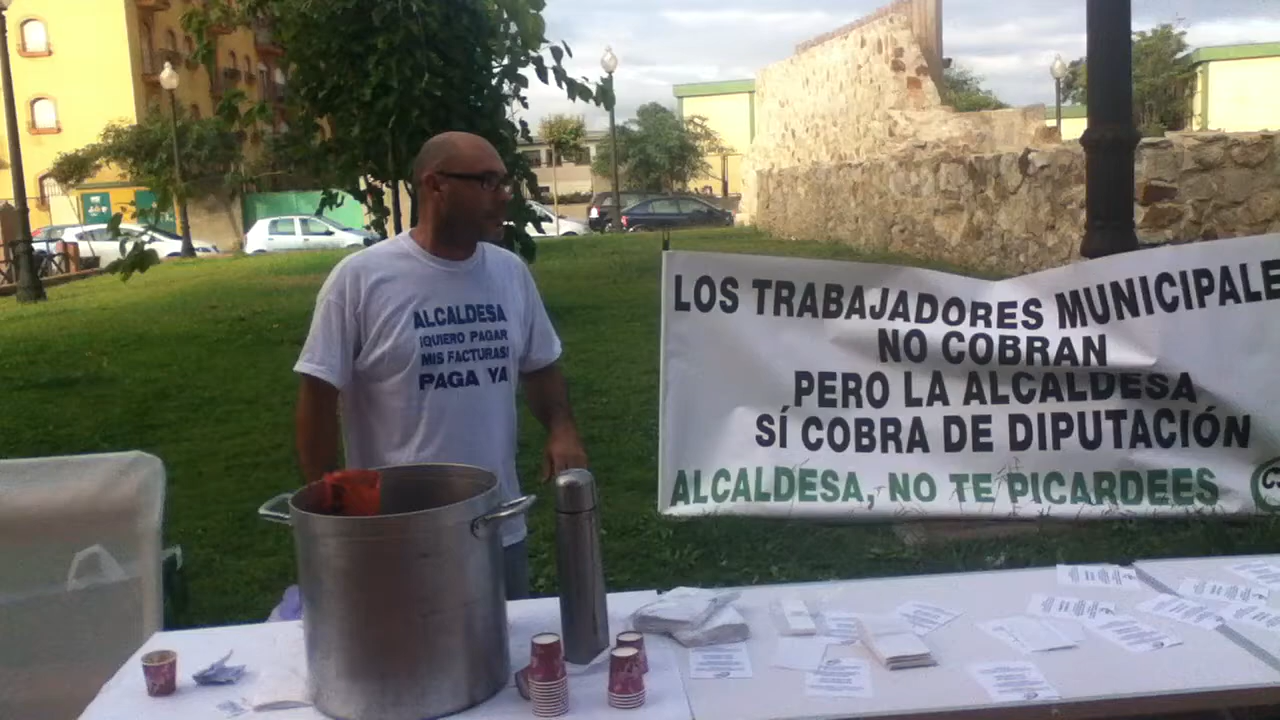 ALCALDESA
¡QUIERO PAGAR
MIS FACTURAS!
PAGA YA
LOS TRABAJADORES MUNICIPALE
NO COBRAN
PERO LA ALCALDESA
SÍ COBRA DE DIPUTACIÓN
ALCALDESA, NO TE PICARDEES